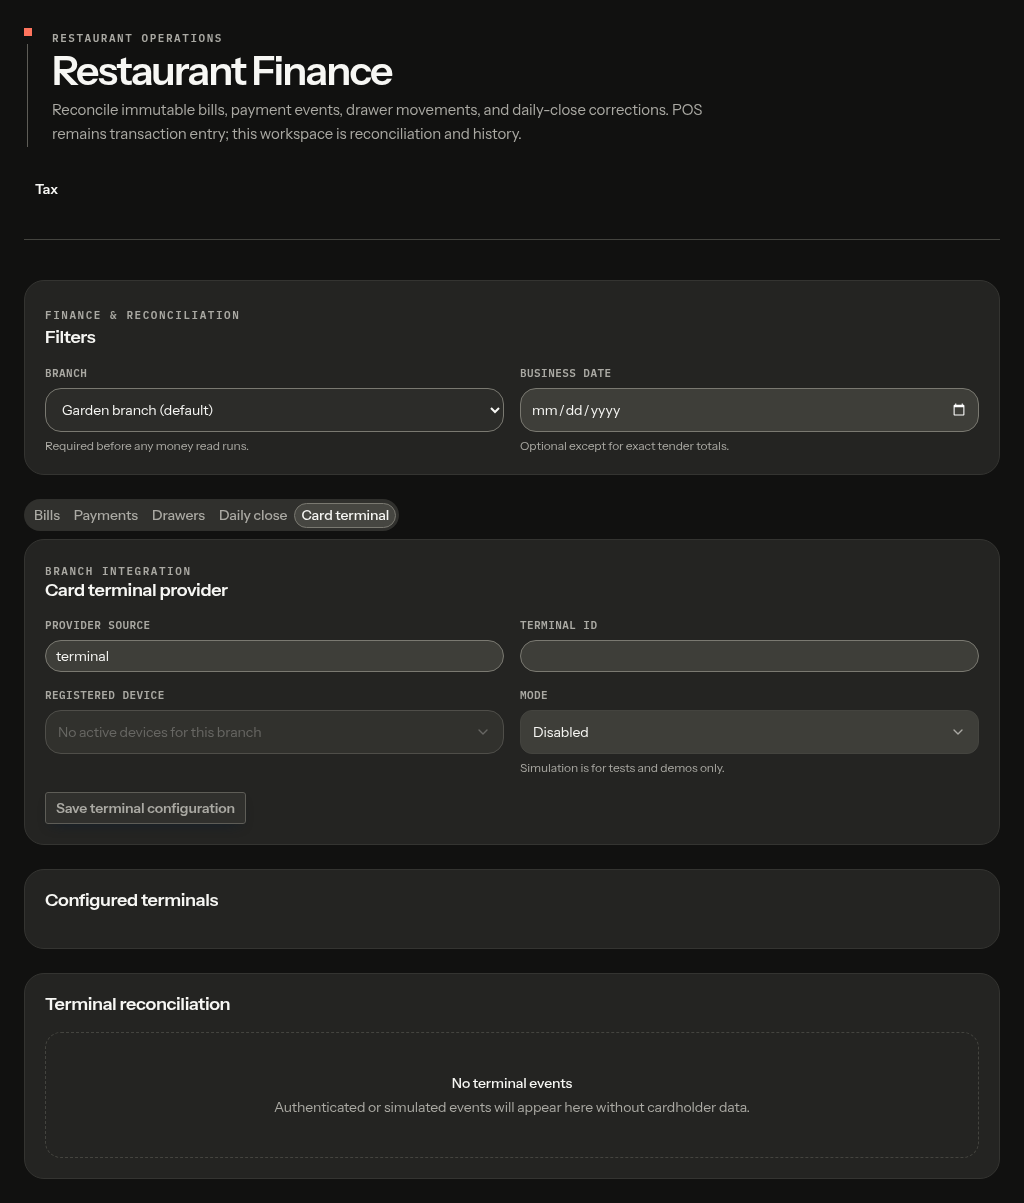 RESTAURANT OPERATIONS
Restaurant Finance
Reconcile immutable bills, payment events, drawer movements, and daily-close corrections. POS
remains transaction entry; this workspace is reconciliation and history.
Tax
FINANCE & RECONCILIATION
Filters
BRANCH
BUSINESS DATE
Garden branch (default)
mm/dd/yyyy
Required before any money read runs.
Optional except for exact tender totals.
Bills Payments Drawers Daily close Card terminal
BRANCH INTEGRATION
Card terminal provider
PROVIDER SOURCE
TERMINAL ID
terminal
REGISTERED DEVICE
MODE
No active devices for this branch
Disabled
Simulation is for tests and demos only.
Save terminal configuration
Configured terminals
Terminal reconciliation
No terminal events
Authenticated or simulated events will appear here without cardholder data.